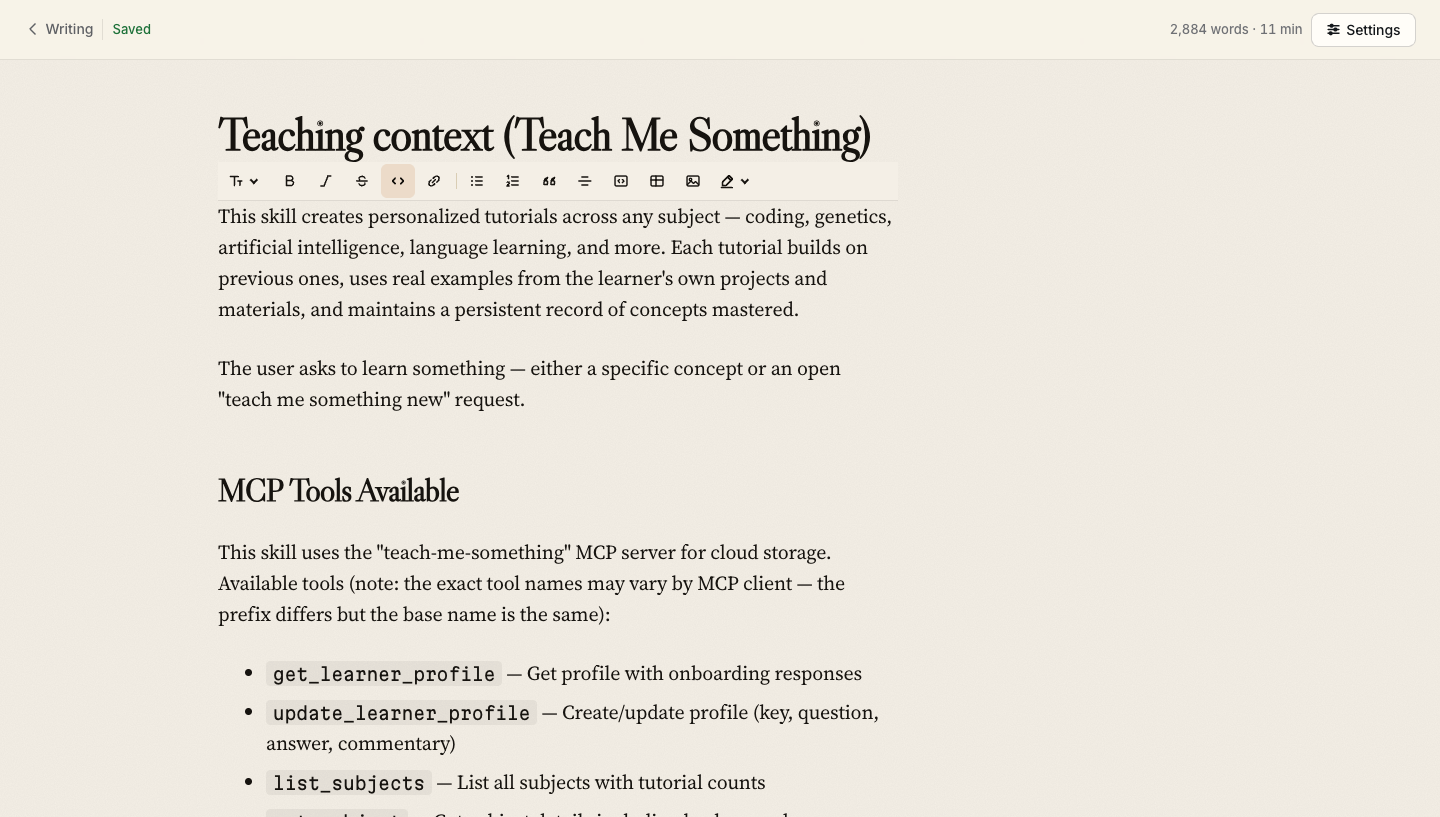 Writing
Saved
2,884 words · 11 min
Settings
Teaching context (Teach Me Something)
This skill creates personalized tutorials across any subject — coding, genetics,
artificial intelligence, language learning, and more. Each tutorial builds on
previous ones, uses real examples from the learner's own projects and
materials, and maintains a persistent record of concepts mastered.
The user asks to learn something — either a specific concept or an open
"teach me something new" request.
MCP Tools Available
This skill uses the "teach-me-something" MCP server for cloud storage.
Available tools (note: the exact tool names may vary by MCP client — the
prefix differs but the base name is the same):
get_learner_profile — Get profile with onboarding responses
update_learner_profile — Create/update profile (key, question,
answer, commentary)
list_subjects — List all subjects with tutorial counts